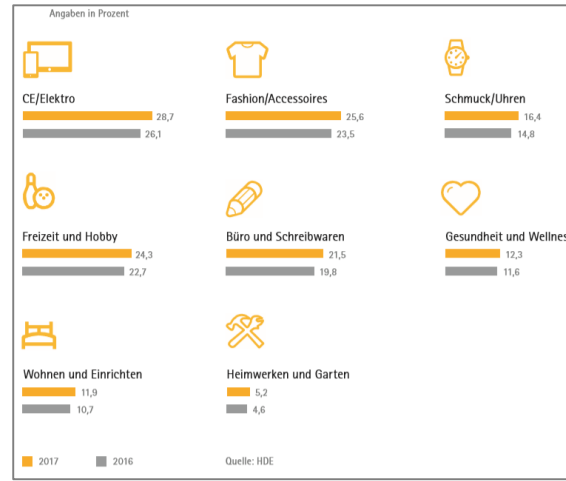 Angaben in Prozent
CE/Elektro
28,7
26,1
Fashion/Accessoires
25,6
23,5
Schmuck/Uhren
16,4
14,8
Freizeit und Hobby
24,3
22,7
Büro und Schreibwaren
21,5
19,8
Gesundheit und Wellnes
12,3
11,6
Wohnen und Einrichten
11,9
10,7
Heimwerken und Garten
5,2
4,6
2017
2016
Quelle: HDE